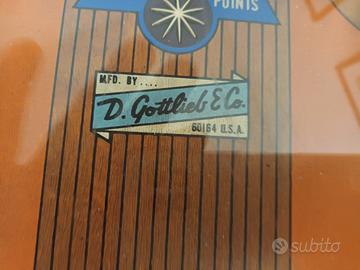 POINTS
MFD. BY ....
D. Gottlieb & Co.
60164 U.S.A.
subito